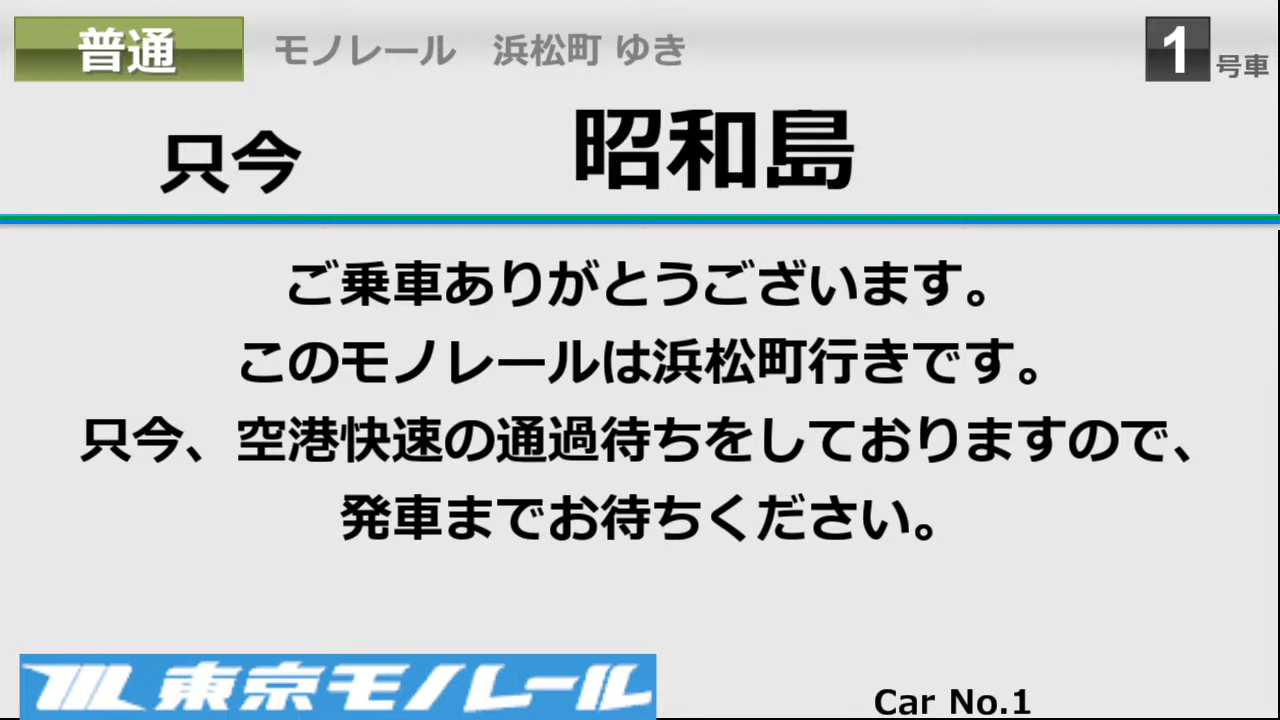 普通 モノレール 浜松町 ゆき 1 号車
只今 昭和島
ご乗車ありがとうございます。
このモノレールは浜松町行きです。
只今、空港快速の通過待ちをしておりますので、
発車までお待ちください。
東京モノレール Car No.1